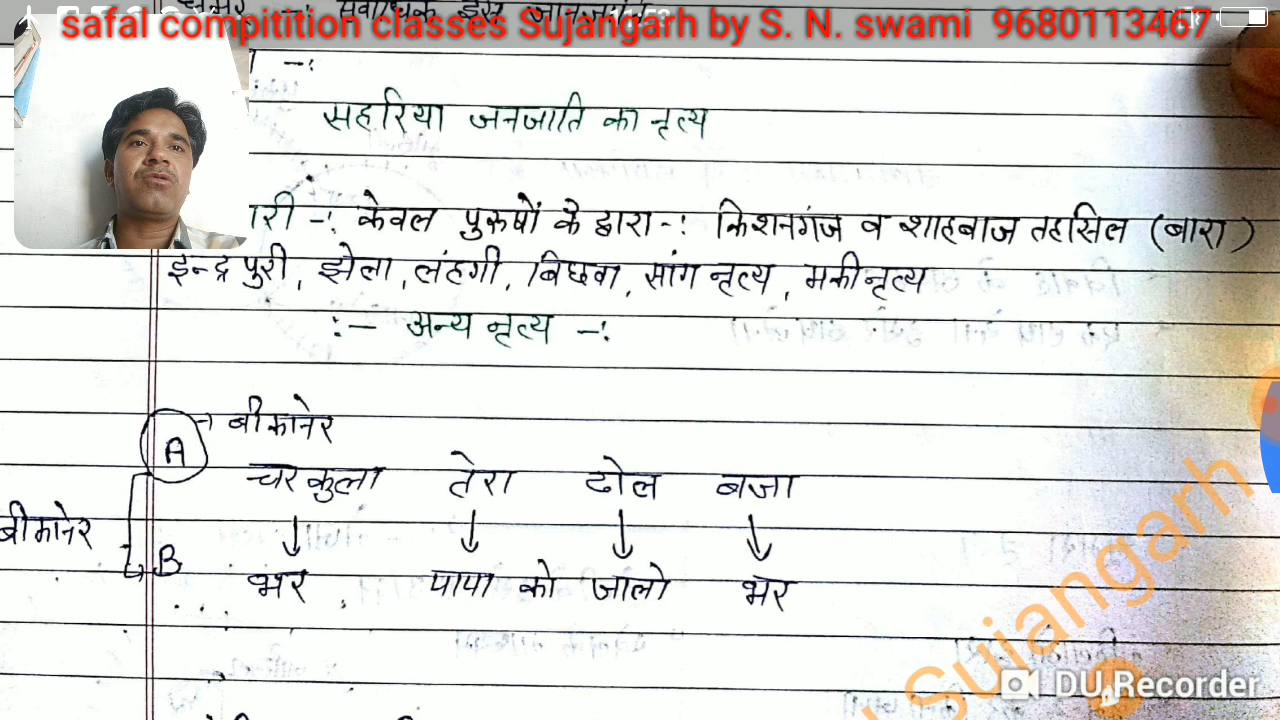 safal compitition classes Sujangarh by S. N. swami 9680113467
-:
सहरिया जनजाति का नृत्य
री -: केवल पुरुषों के द्वारा -: किशनगंज व शाहबाज तहसिल (बारा)
इन्द्रपुरी, झेला, लंहगी, बिछवा, सांग नृत्य, मकी नृत्य
:- अन्य नृत्य -:
A -> बीकानेर
चरकुला तेरा ढोल बजा
बीकानेर
B
भर पापा को जालो भर
Sujangarh
DU Recorder